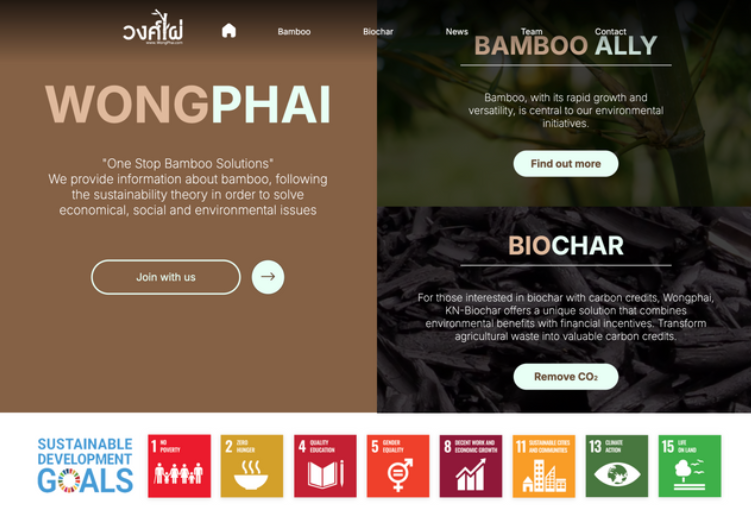 วงศ์ไผ่
www.WongPhai.com
Bamboo
Biochar
News
Team
Contact
WONGPHAI
"One Stop Bamboo Solutions"
We provide information about bamboo, following
the sustainability theory in order to solve
economical, social and environmental issues
Join with us
BAMBOO ALLY
Bamboo, with its rapid growth and
versatility, is central to our environmental
initiatives.
Find out more
BIOCHAR
For those interested in biochar with carbon credits, Wongphai,
KN-Biochar offers a unique solution that combines
environmental benefits with financial incentives. Transform
agricultural waste into valuable carbon credits.
Remove CO₂
SUSTAINABLE
DEVELOPMENT
GOALS
1 NO
POVERTY
2 ZERO
HUNGER
4 QUALITY
EDUCATION
5 GENDER
EQUALITY
8 DECENT WORK AND
ECONOMIC GROWTH
11 SUSTAINABLE CITIES
AND COMMUNITIES
13 CLIMATE
ACTION
15 LIFE
ON LAND